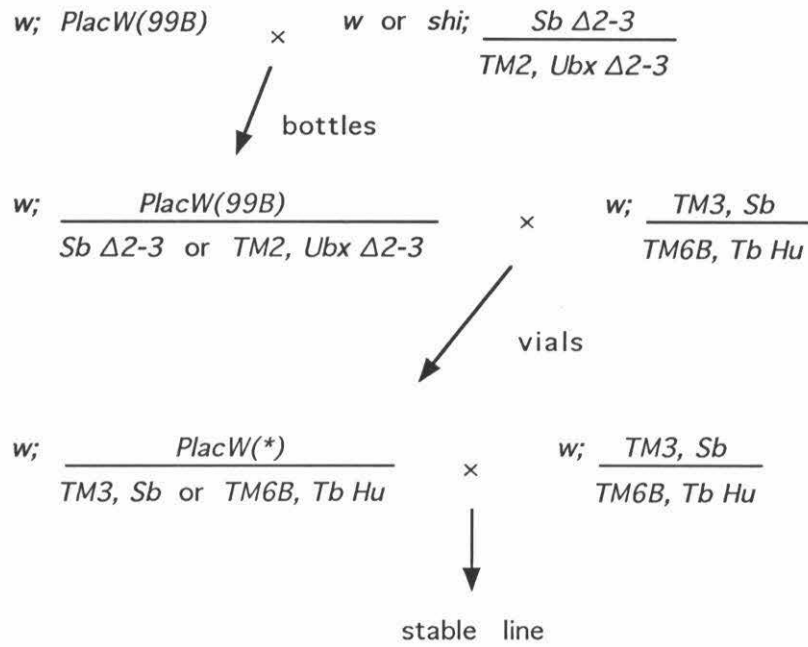 w; PlacW(99B) × w or shi; Sb Δ2-3
TM2, Ubx Δ2-3
bottles
w; PlacW(99B) × w; TM3, Sb
Sb Δ2-3 or TM2, Ubx Δ2-3 TM6B, Tb Hu
vials
w; PlacW(*) × w; TM3, Sb
TM3, Sb or TM6B, Tb Hu TM6B, Tb Hu
stable line